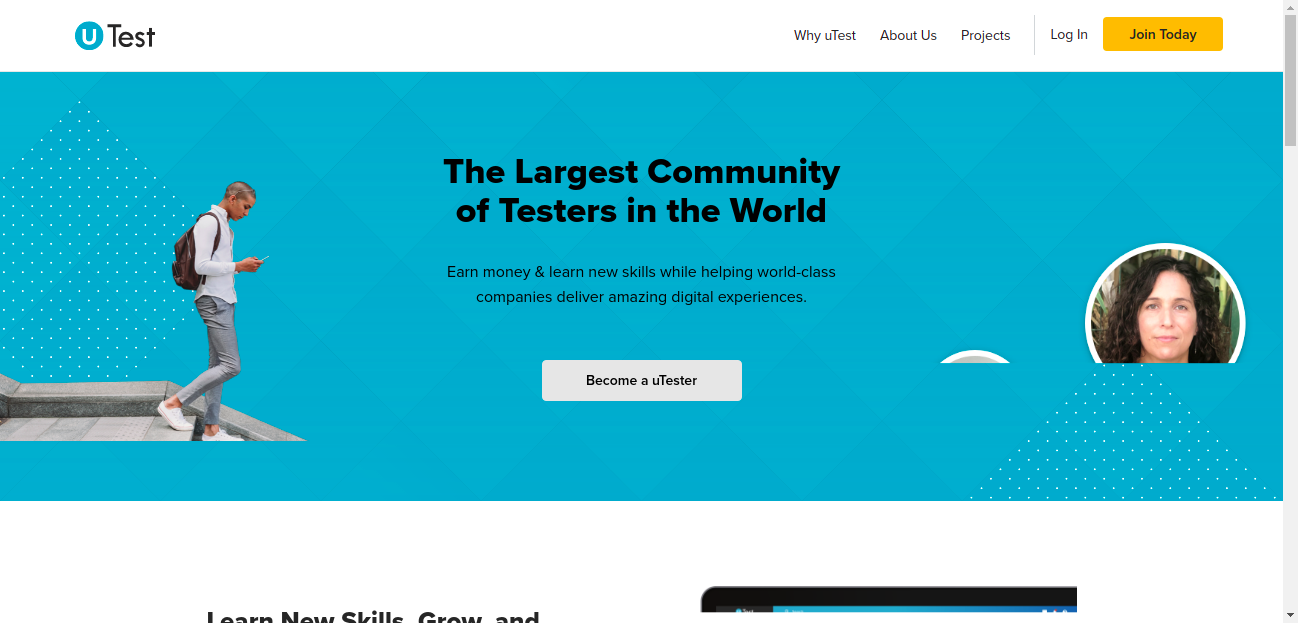 uTest
Why uTest
About Us
Projects
Log In
Join Today
The Largest Community
of Testers in the World
Earn money & learn new skills while helping world-class
companies deliver amazing digital experiences.
Become a uTester
Learn New Skills, Grow, and